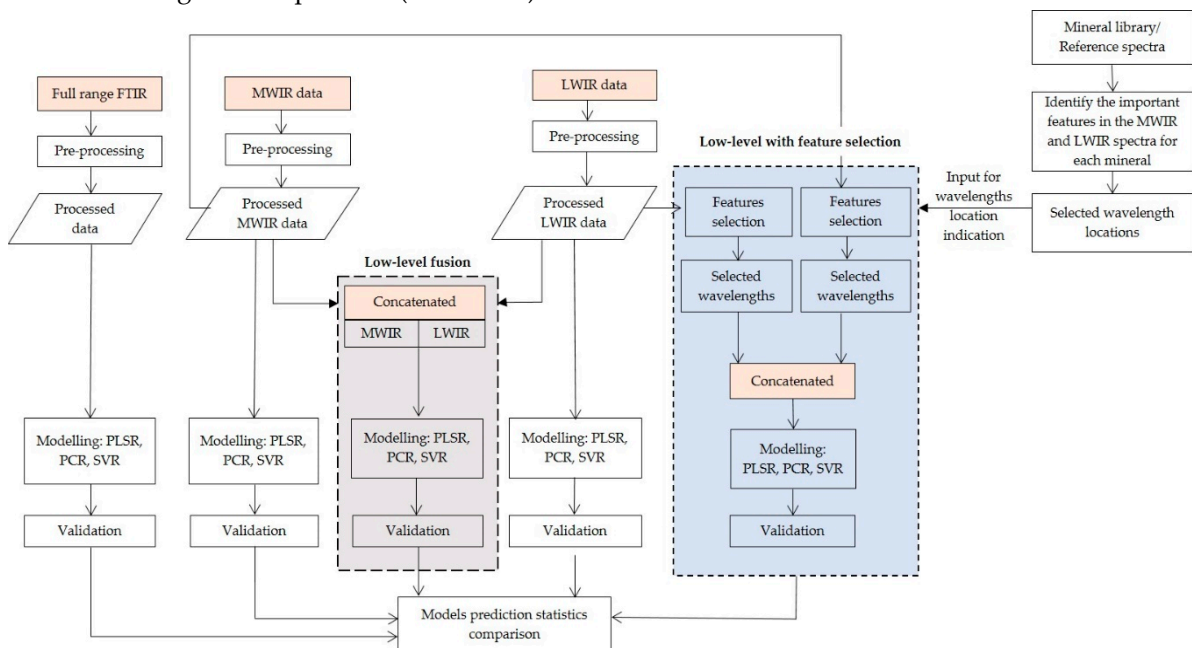 Mineral library/
Reference spectra
Full range FTIR
MWIR data
LWIR data
Identify the important
features in the MWIR
and LWIR spectra for
each mineral
Pre-processing
Pre-processing
Pre-processing
Low-level with feature selection
Processed
data
Processed
MWIR data
Processed
LWIR data
Features
selection
Features
selection
Input for
wavelengths
location
indication
Selected wavelength
locations
Low-level fusion
Selected
wavelengths
Selected
wavelengths
Concatenated
MWIR
LWIR
Concatenated
Modelling: PLSR,
PCR, SVR
Modelling: PLSR,
PCR, SVR
Modelling: PLSR,
PCR, SVR
Modelling: PLSR,
PCR, SVR
Modelling:
PLSR, PCR, SVR
Validation
Validation
Validation
Validation
Validation
Models prediction statistics
comparison